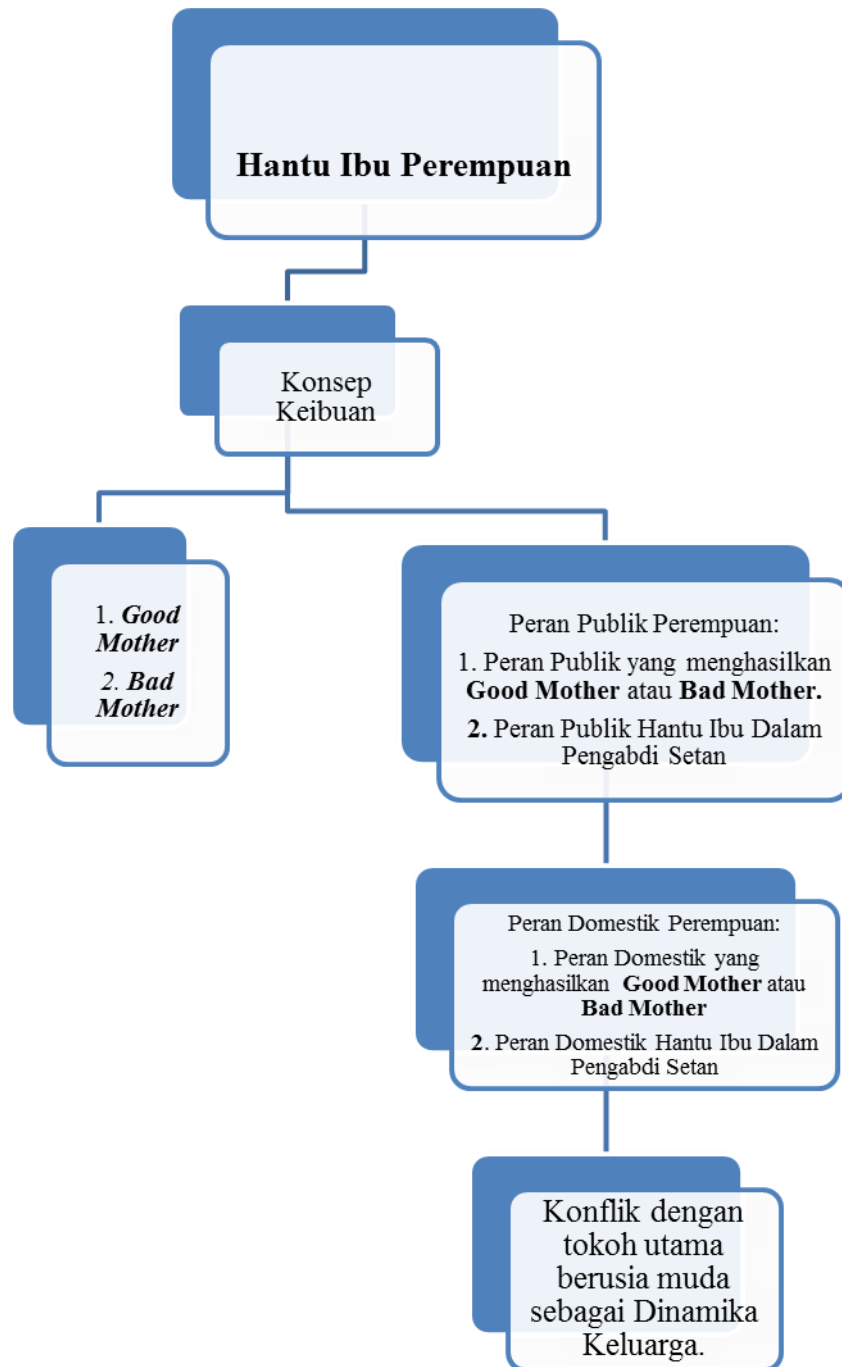 Hantu Ibu Perempuan
Konsep
Keibuan
1. Good
Mother
2. Bad
Mother
Peran Publik Perempuan:
1. Peran Publik yang menghasilkan
Good Mother atau Bad Mother.
2. Peran Publik Hantu Ibu Dalam
Pengabdi Setan
Peran Domestik Perempuan:
1. Peran Domestik yang
menghasilkan Good Mother atau
Bad Mother
2. Peran Domestik Hantu Ibu Dalam
Pengabdi Setan
Konflik dengan
tokoh utama
berusia muda
sebagai Dinamika
Keluarga.